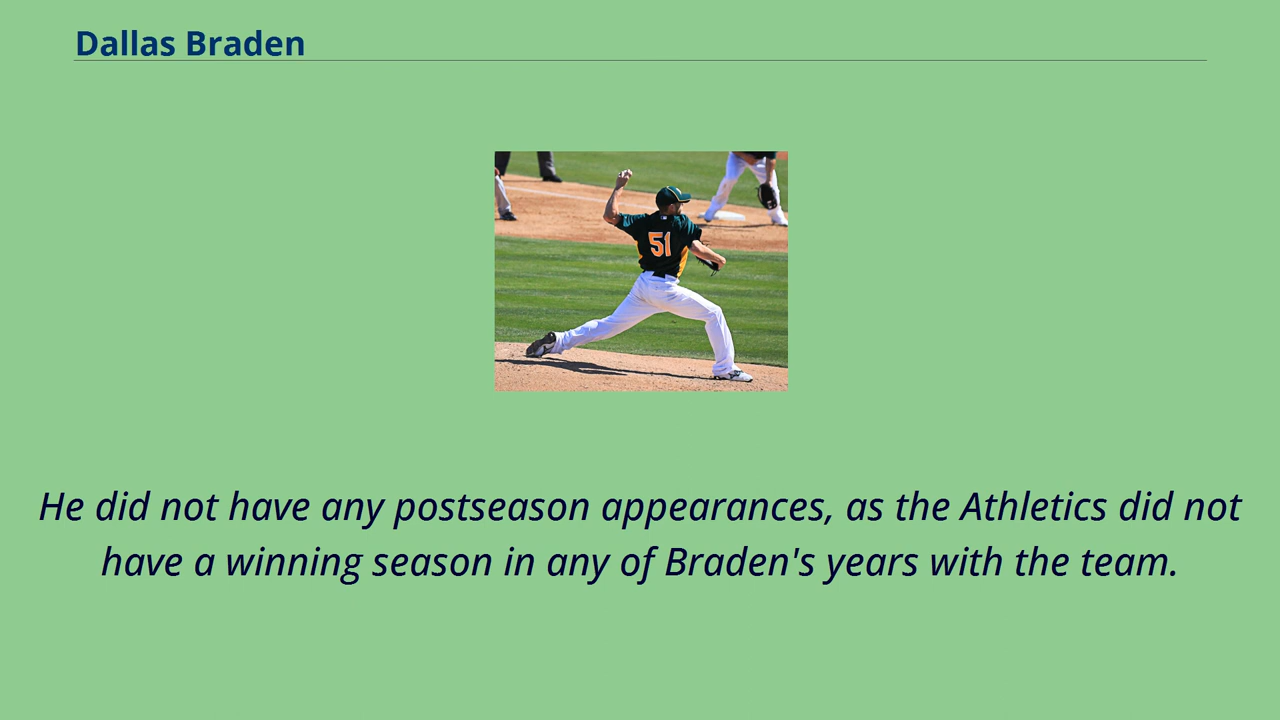 Dallas Braden
51
He did not have any postseason appearances, as the Athletics did not
have a winning season in any of Braden's years with the team.